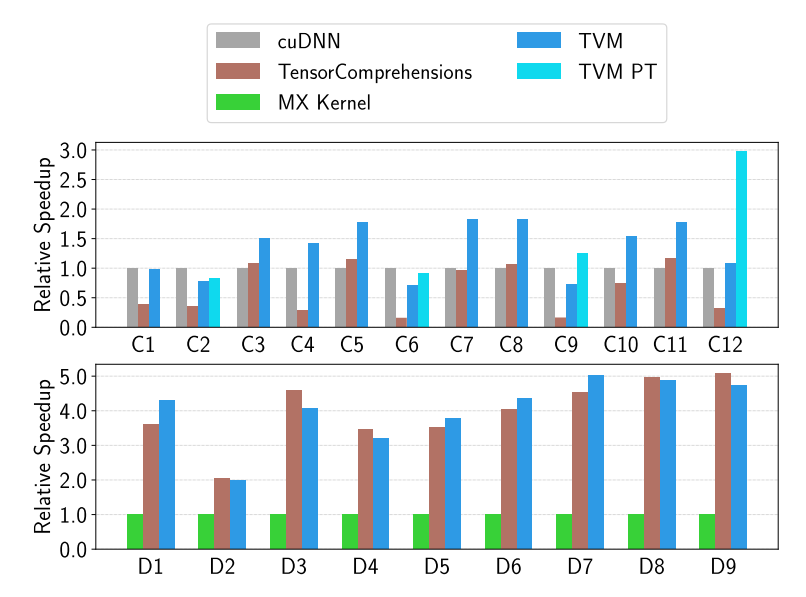 cuDNN
TensorComprehensions
MX Kernel
TVM
TVM PT
Relative Speedup
3.0
2.5
2.0
1.5
1.0
0.5
0.0
C1 C2 C3 C4 C5 C6 C7 C8 C9 C10 C11 C12
Relative Speedup
5.0
4.0
3.0
2.0
1.0
0.0
D1 D2 D3 D4 D5 D6 D7 D8 D9